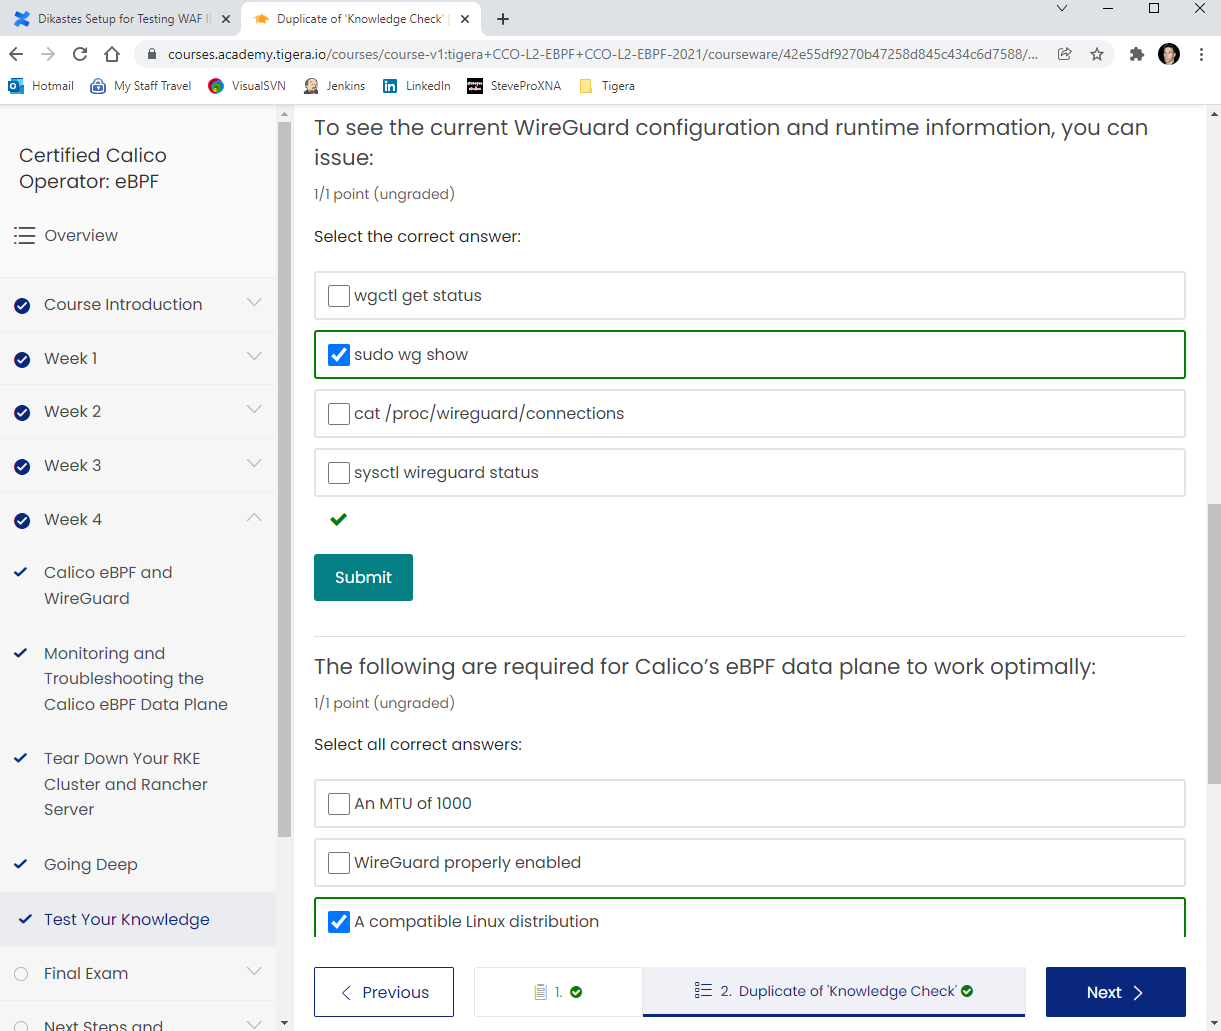 Dikastes Setup for Testing WAF
Duplicate of 'Knowledge Check' |
courses.academy.tigera.io/courses/course-v1:tigera+CCO-L2-EBPF+CCO-L2-EBPF-2021/courseware/42e55df9270b47258d845c434c6d7588/...
Hotmail
My Staff Travel
VisualSVN
Jenkins
LinkedIn
SteveProXNA
Tigera
Certified Calico
Operator: eBPF
Overview
Course Introduction
Week 1
Week 2
Week 3
Week 4
Calico eBPF and
WireGuard
Monitoring and
Troubleshooting the
Calico eBPF Data Plane
Tear Down Your RKE
Cluster and Rancher
Server
Going Deep
Test Your Knowledge
Final Exam
Next Steps and
To see the current WireGuard configuration and runtime information, you can
issue:
1/1 point (ungraded)
Select the correct answer:
wgctl get status
sudo wg show
cat /proc/wireguard/connections
sysctl wireguard status
Submit
The following are required for Calico’s eBPF data plane to work optimally:
1/1 point (ungraded)
Select all correct answers:
An MTU of 1000
WireGuard properly enabled
A compatible Linux distribution
Previous
1.
2. Duplicate of 'Knowledge Check'
Next